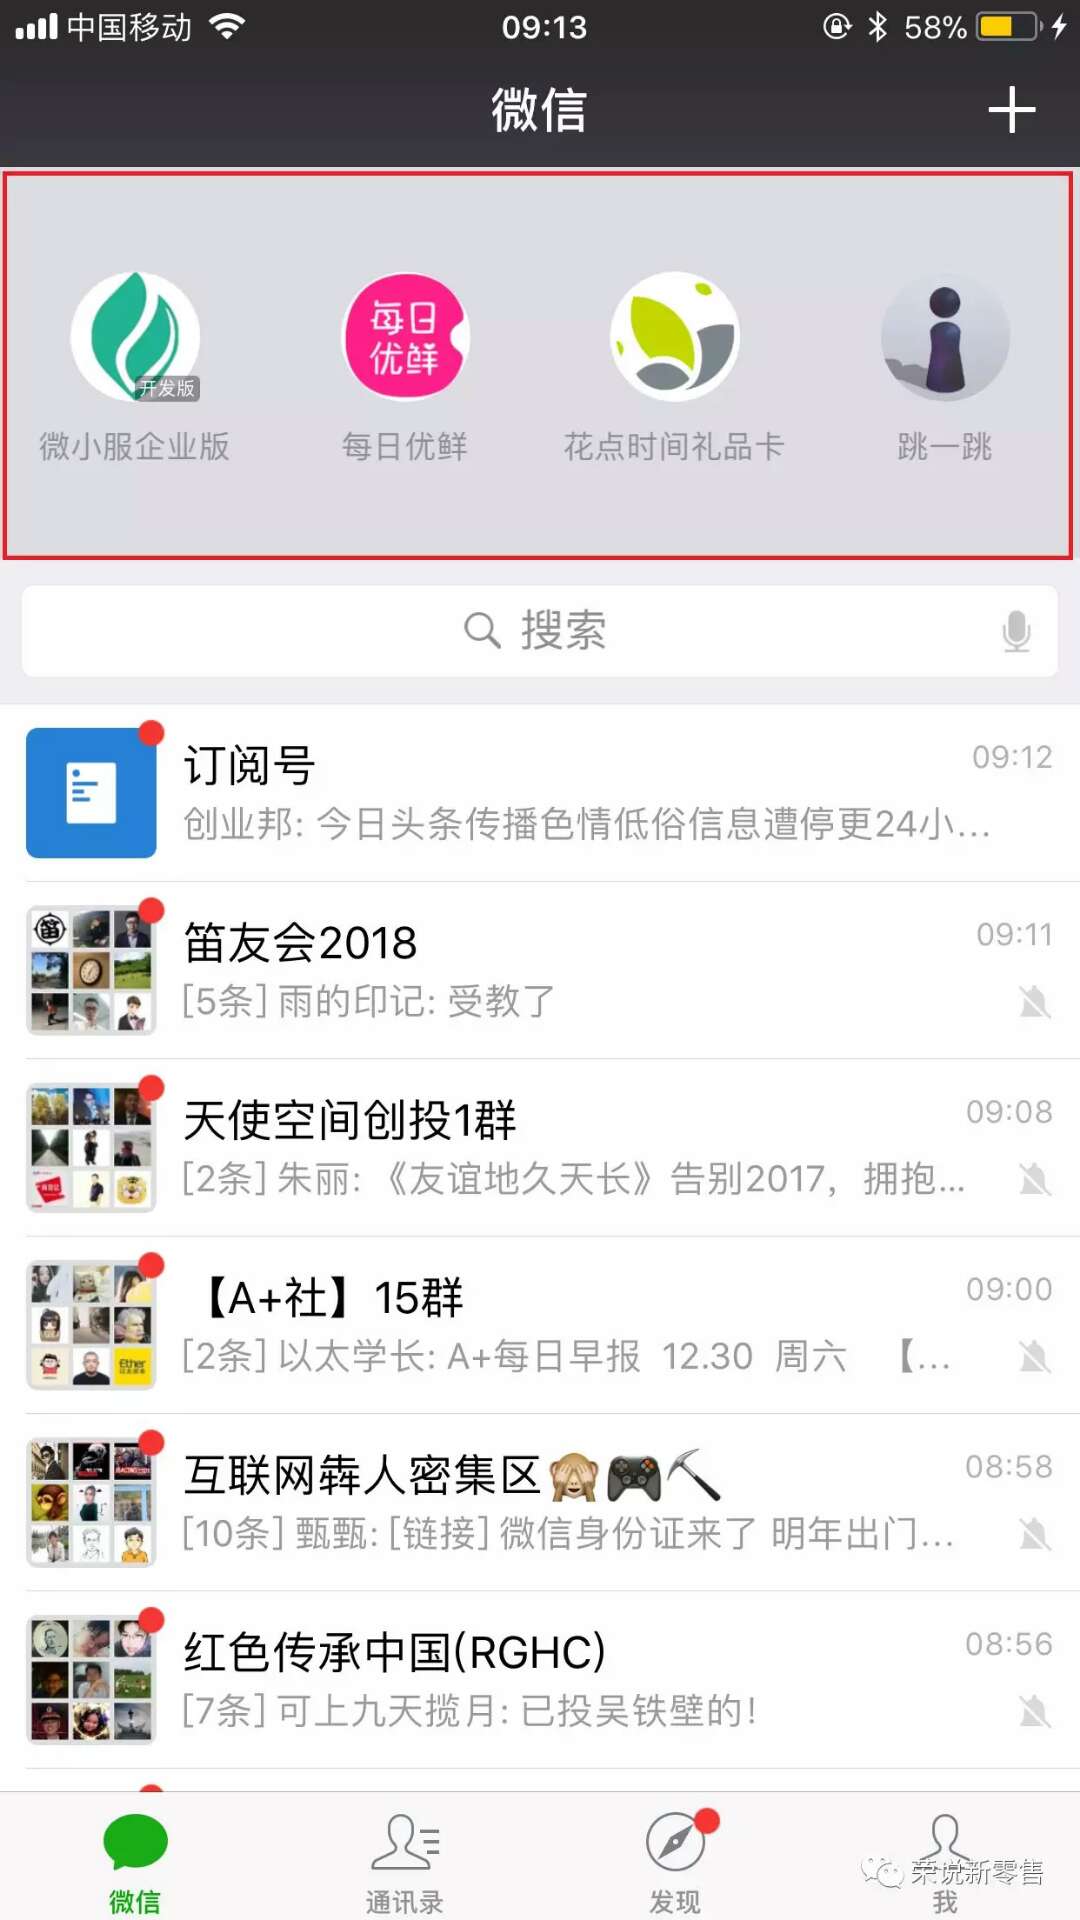 中国移动 09:13 58%
微信
每日
优鲜
开发版
微小服企业版 每日优鲜 花点时间礼品卡 跳一跳
搜索
订阅号 09:12
创业邦: 今日头条传播色情低俗信息遭停更24小...
笛友会2018 09:11
[5条] 雨的印记: 受教了
天使空间创投1群 09:08
[2条] 朱丽: 《友谊地久天长》告别2017，拥抱...
【A+社】15群 09:00
[2条] 以太学长: A+每日早报 12.30 周六 【...
互联网犇人密集区🙈🎮⛏ 08:58
[10条] 甄甄: [链接] 微信身份证来了 明年出门...
红色传承中国(RGHC) 08:56
[7条] 可上九天揽月: 已投吴铁壁的!
荣说新零售
微信 通讯录 发现 我